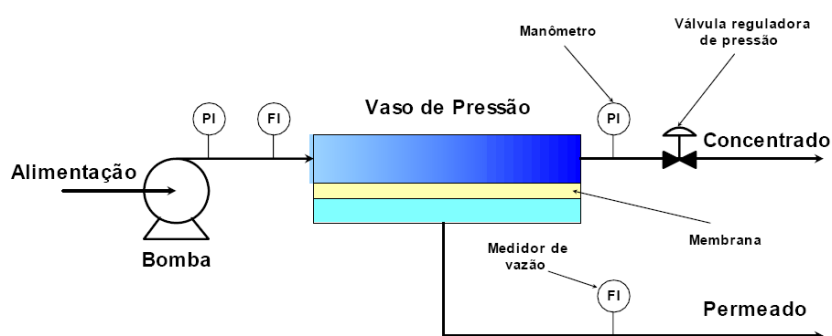 Válvula reguladora
de pressão
Manômetro
Vaso de Pressão
PI
FI
PI
Concentrado
Alimentação
Membrana
Bomba
Medidor de
vazão
FI
Permeado